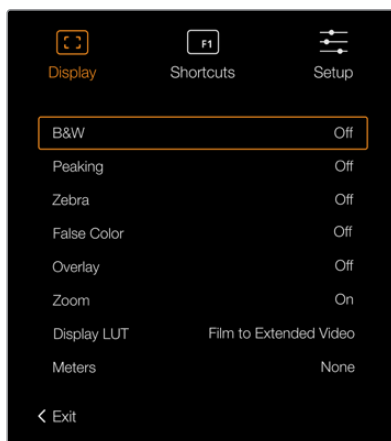 F1
Display Shortcuts Setup
B&W Off
Peaking Off
Zebra Off
False Color Off
Overlay Off
Zoom On
Display LUT Film to Extended Video
Meters None
Exit